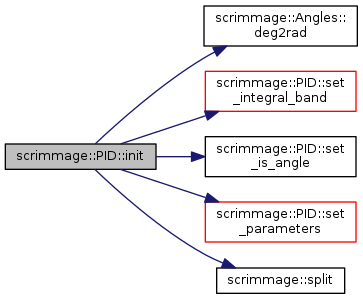 scrimmage::PID::init
scrimmage::Angles::
deg2rad
scrimmage::PID::set
_integral_band
scrimmage::PID::set
_is_angle
scrimmage::PID::set
_parameters
scrimmage::split